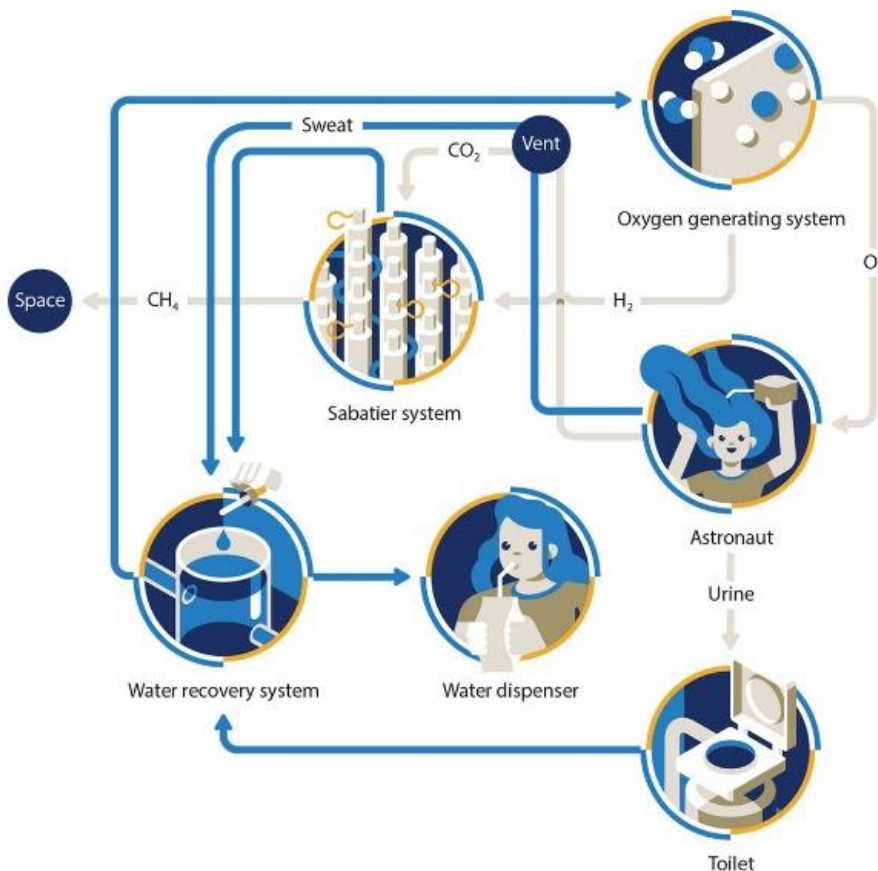 Sweat
Vent
CO₂
Oxygen generating system
O
Space
CH₄
H₂
Sabatier system
Astronaut
Urine
Water recovery system
Water dispenser
Toilet